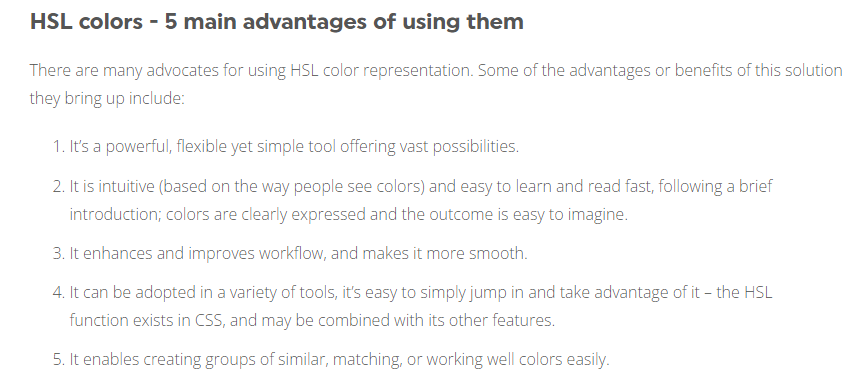 HSL colors - 5 main advantages of using them
There are many advocates for using HSL color representation. Some of the advantages or benefits of this solution
they bring up include:
1. It's a powerful, flexible yet simple tool offering vast possibilities.
2. It is intuitive (based on the way people see colors) and easy to learn and read fast, following a brief
introduction; colors are clearly expressed and the outcome is easy to imagine.
3. It enhances and improves workflow, and makes it more smooth.
4. It can be adopted in a variety of tools, it's easy to simply jump in and take advantage of it – the HSL
function exists in CSS, and may be combined with its other features.
5. It enables creating groups of similar, matching, or working well colors easily.